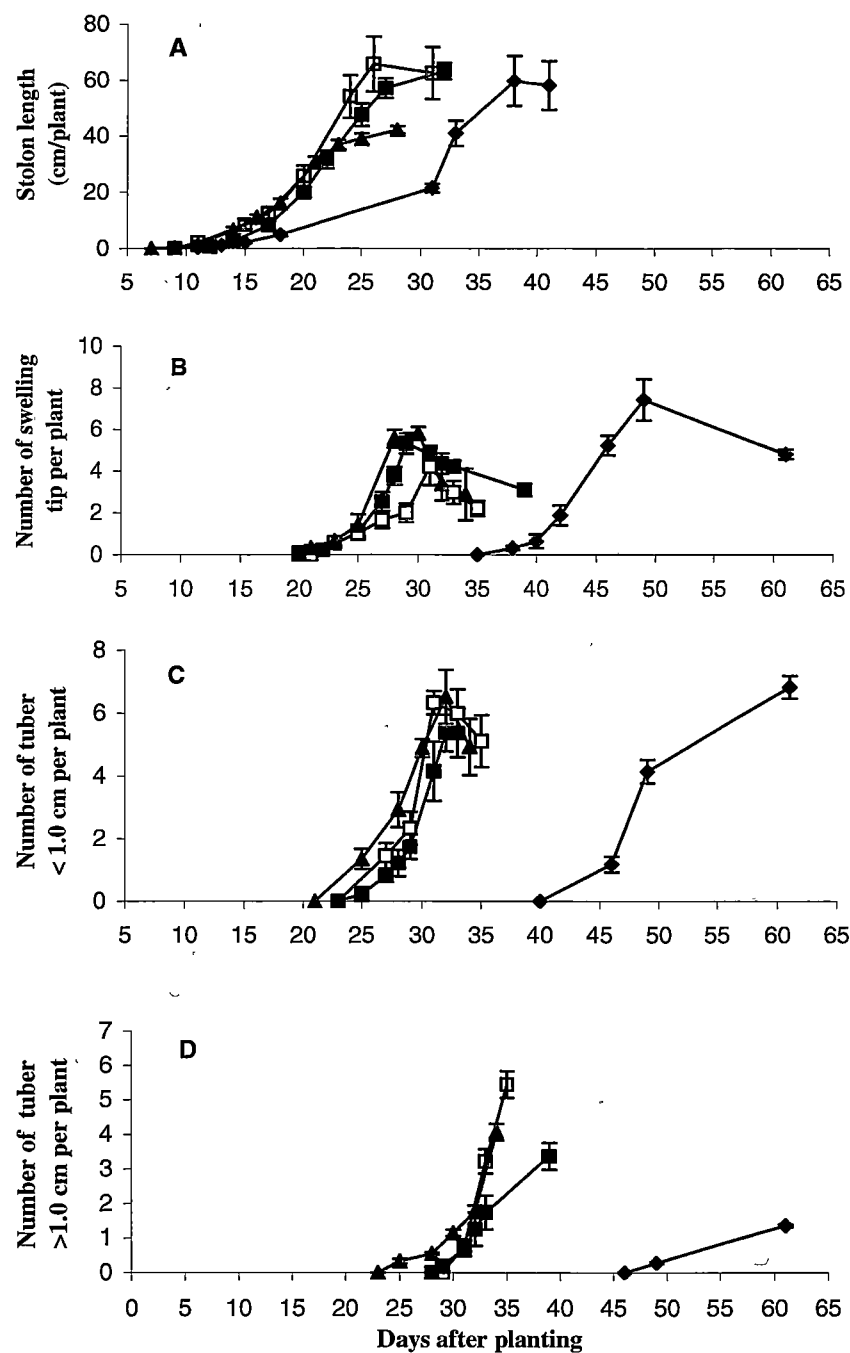 A
Stolon length
(cm/plant)
80
60
40
20
0
5 10 15 20 25 30 35 40 45 50 55 60 65
B
Number of swelling
tip per plant
10
8
6
4
2
0
5 10 15 20 25 30 35 40 45 50 55 60 65
C
Number of tuber
< 1.0 cm per plant
8
6
4
2
0
5 10 15 20 25 30 35 40 45 50 55 60 65
D
Number of tuber
>1.0 cm per plant
7
6
5
4
3
2
1
0
0 5 10 15 20 25 30 35 40 45 50 55 60 65
Days after planting